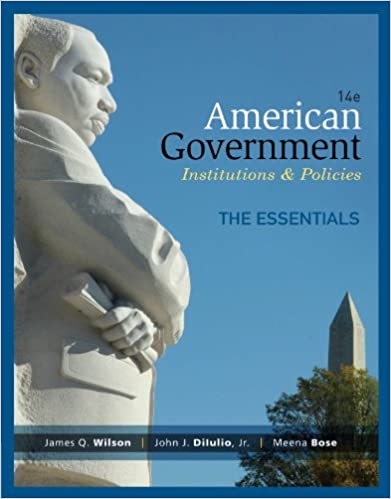 14e
American
Government
Institutions & Policies
THE ESSENTIALS
James Q. Wilson | John J. DiIulio, Jr. | Meena Bose